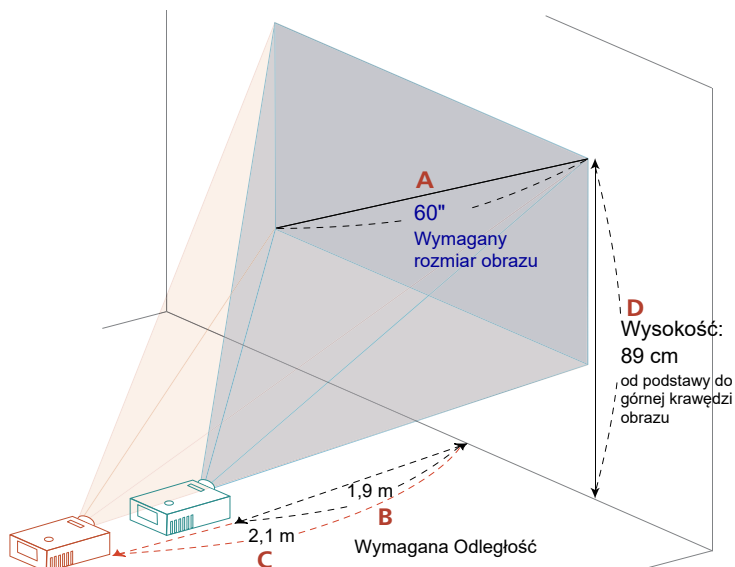 A
60"
Wymagany
rozmiar obrazu
D
Wysokość:
89 cm
od podstawy do
górnej krawędzi
obrazu
1,9 m
B
2,1 m
C
Wymagana Odległość